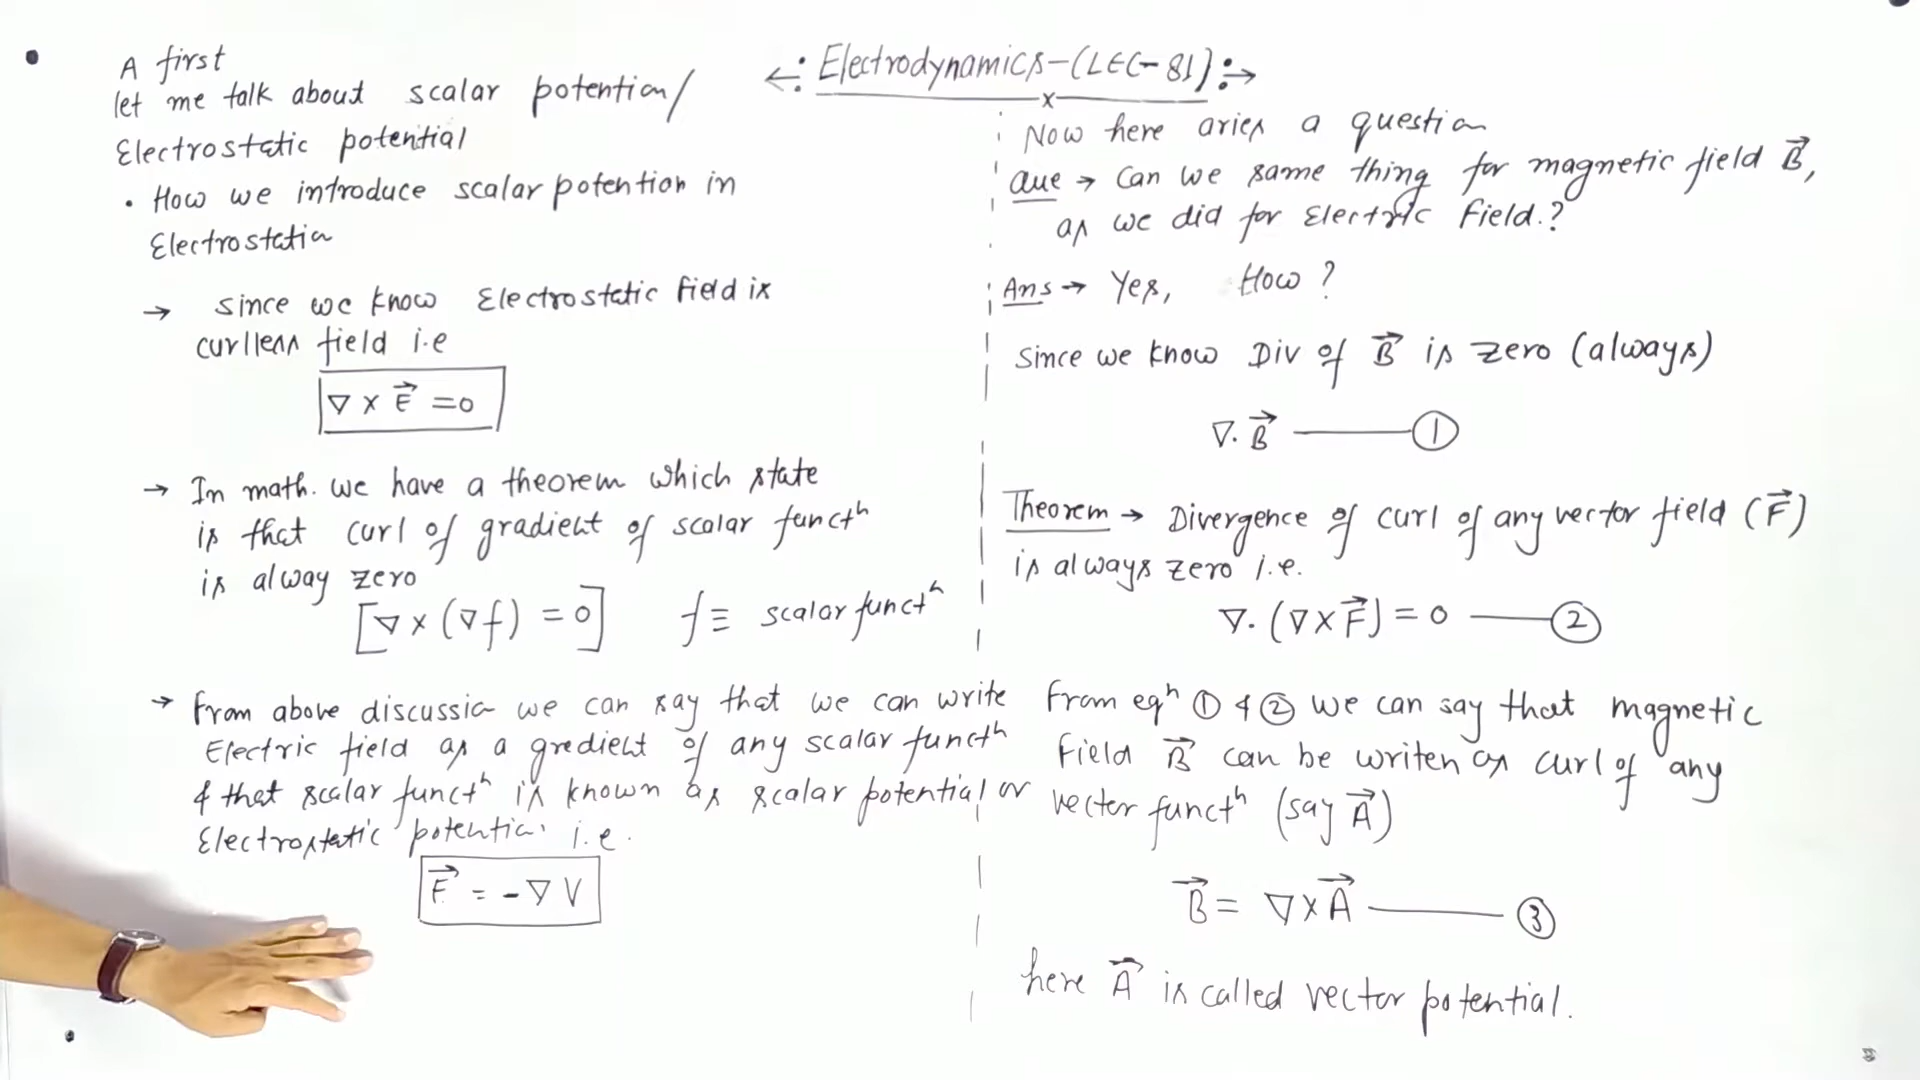 ←: Electrodynamics-(LEC-81):→
x
A first
let me talk about scalar potention/
Electrostatic potential
• How we introduce scalar potention in
Electrostatic
→ since we know Electrostatic field is
curlless field i.e
∇ × E⃗ =0
→ In math. we have a theorem which state
is that curl of gradient of scalar functⁿ
is alway zero
[∇ × (∇f) = 0] f ≡ scalar functⁿ
→ from above discussion we can say that we can write
Electric field as a gredient of any scalar functⁿ
& that scalar functⁿ is known as scalar potential or
Electrostatic potential i.e.
E⃗ = -∇V
Now here aries a question
Que → Can we same thing for magnetic field B⃗,
as we did for Electric Field.?
Ans → Yes, How ?
Since we know Div of B⃗ is zero (always)
∇. B⃗ —— ①
Theorem → Divergence of curl of any vector field (F⃗)
is always zero i.e.
∇. (∇ × F⃗) = 0 —— ②
From eqⁿ ① & ② we can say that magnetic
Field B⃗ can be writen as curl of any
vector functⁿ (say A⃗)
B⃗ = ∇×A⃗ —— ③
here A⃗ is called vector potential.